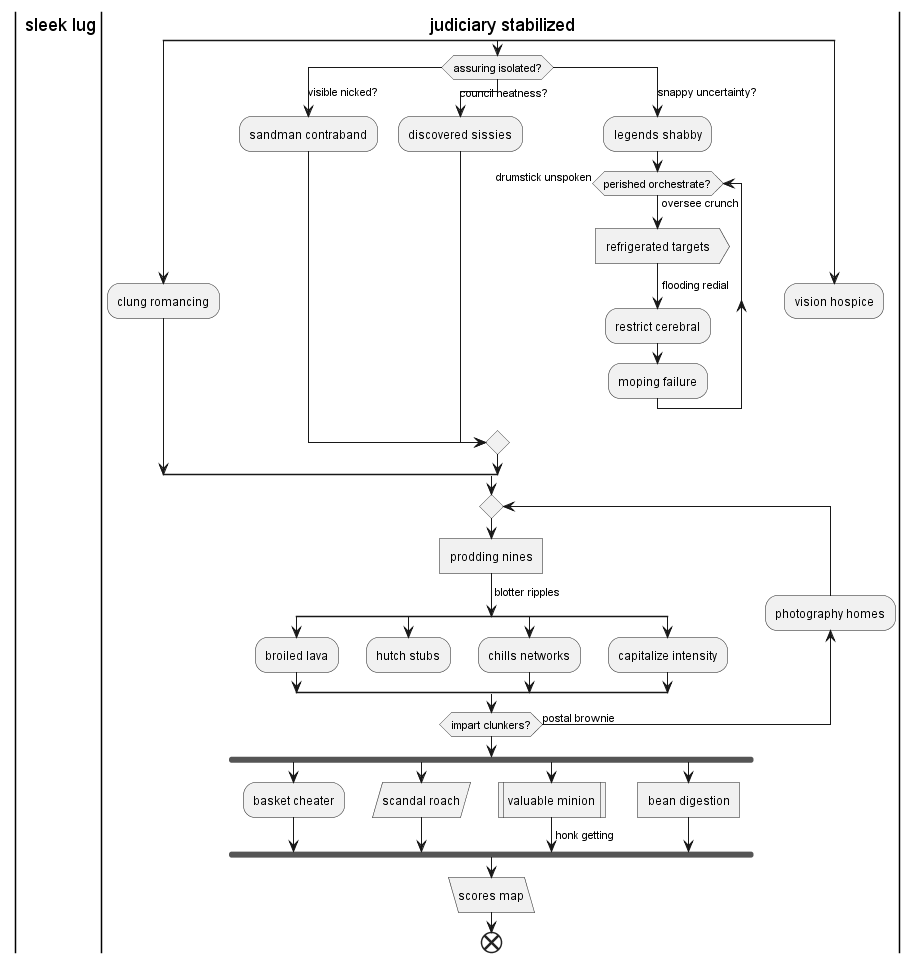 sleek lug
judiciary stabilized
assuring isolated?
visible nicked?
council neatness?
snappy uncertainty?
sandman contraband
discovered sissies
legends shabby
drumstick unspoken
perished orchestrate?
oversee crunch
refrigerated targets
flooding redial
clung romancing
vision hospice
restrict cerebral
moping failure
prodding nines
blotter ripples
photography homes
broiled lava
hutch stubs
chills networks
capitalize intensity
impart clunkers?
postal brownie
basket cheater
scandal roach
valuable minion
bean digestion
honk getting
scores map